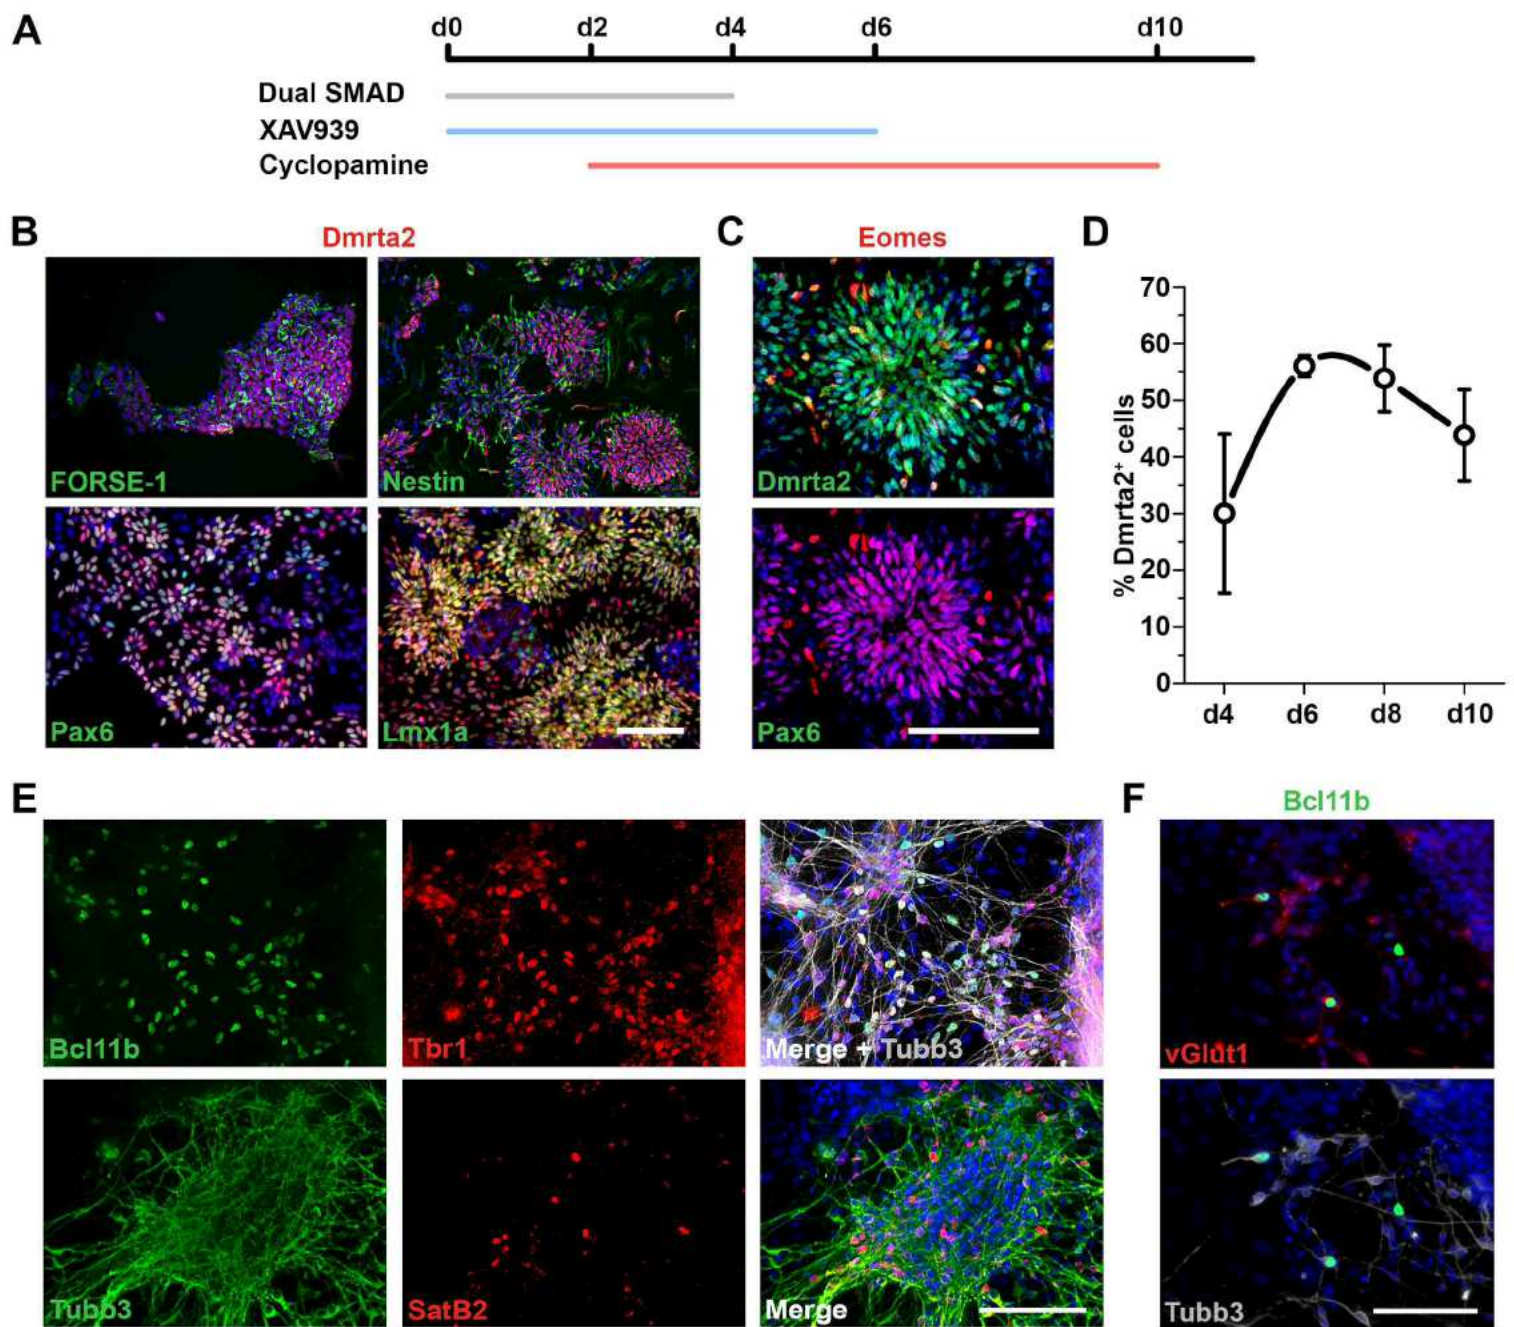 A
d0 d2 d4 d6 d10
Dual SMAD
XAV939
Cyclopamine
B
Dmrta2
FORSE-1
Nestin
Pax6
Lmx1a
C
Eomes
Dmrta2
Pax6
D
% Dmrta2⁺ cells
70
60
50
40
30
20
10
0
d4 d6 d8 d10
E
Bcl11b
Tbr1
Merge + Tubb3
Tubb3
SatB2
Merge
F
Bcl11b
vGlut1
Tubb3